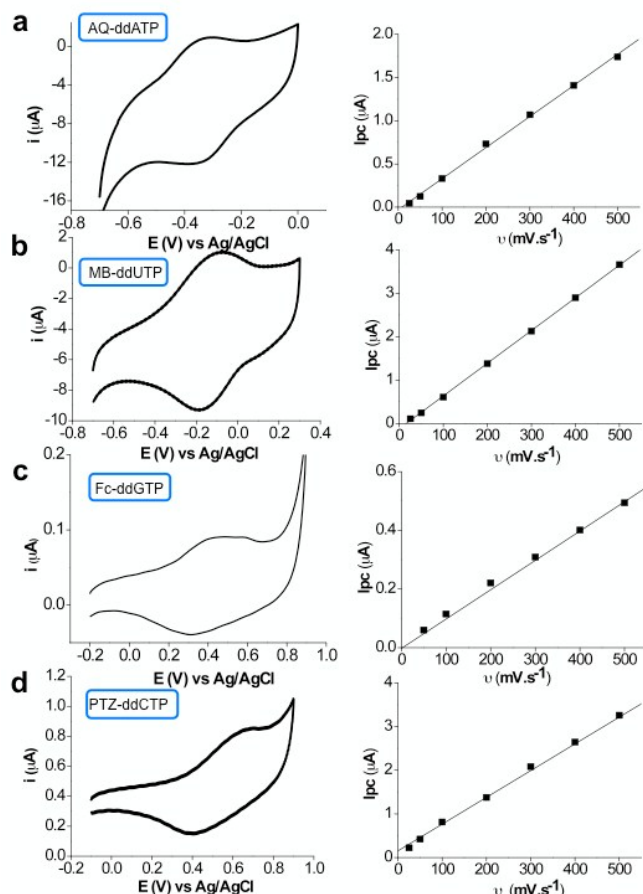 a
AQ-ddATP
i (μA)
4
0
-4
-8
-12
-16
-0.8 -0.6 -0.4 -0.2 0.0
E (V) vs Ag/AgCl
Ipc (μA)
2.0
1.5
1.0
0.5
0.0
0 100 200 300 400 500
υ (mV.s-1)
b
MB-ddUTP
i (μA)
2
0
-2
-4
-6
-8
-10
-0.8 -0.6 -0.4 -0.2 0.0 0.2 0.4
E (V) vs Ag/AgCl
Ipc (μA)
4
3
2
1
0
0 100 200 300 400 500
υ (mV.s-1)
c
Fc-ddGTP
i (μA)
0.2
0.1
0.0
-0.2 0.0 0.2 0.4 0.6 0.8 1.0
E (V) vs Ag/AgCl
Ipc (μA)
0.6
0.4
0.2
0.0
0 100 200 300 400 500
υ (mV.s-1)
d
PTZ-ddCTP
i (μA)
1.2
1.0
0.8
0.6
0.4
0.2
0.0
0.0 0.2 0.4 0.6 0.8 1.0
E (V) vs Ag/AgCl
Ipc (μA)
4
3
2
1
0
0 100 200 300 400 500
υ (mV.s-1)